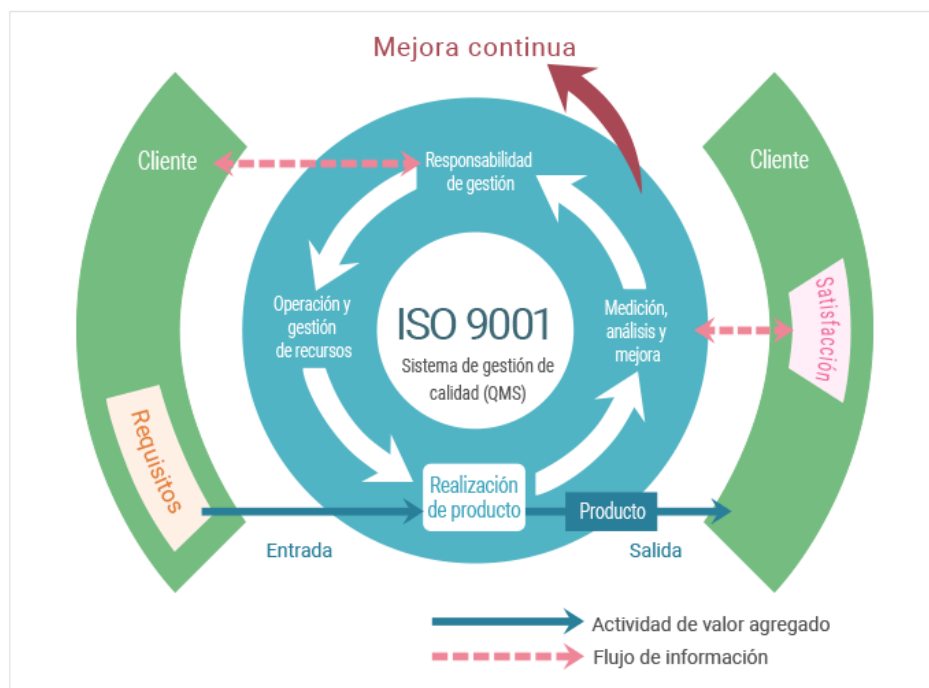 Mejora continua
Cliente
Responsabilidad
de gestión
Cliente
Operación y
gestión
de recursos
ISO 9001
Sistema de gestión de
calidad (QMS)
Medición,
análisis y
mejora
Satisfacción
Requisitos
Realización
de producto
Producto
Entrada
Salida
Actividad de valor agregado
Flujo de información